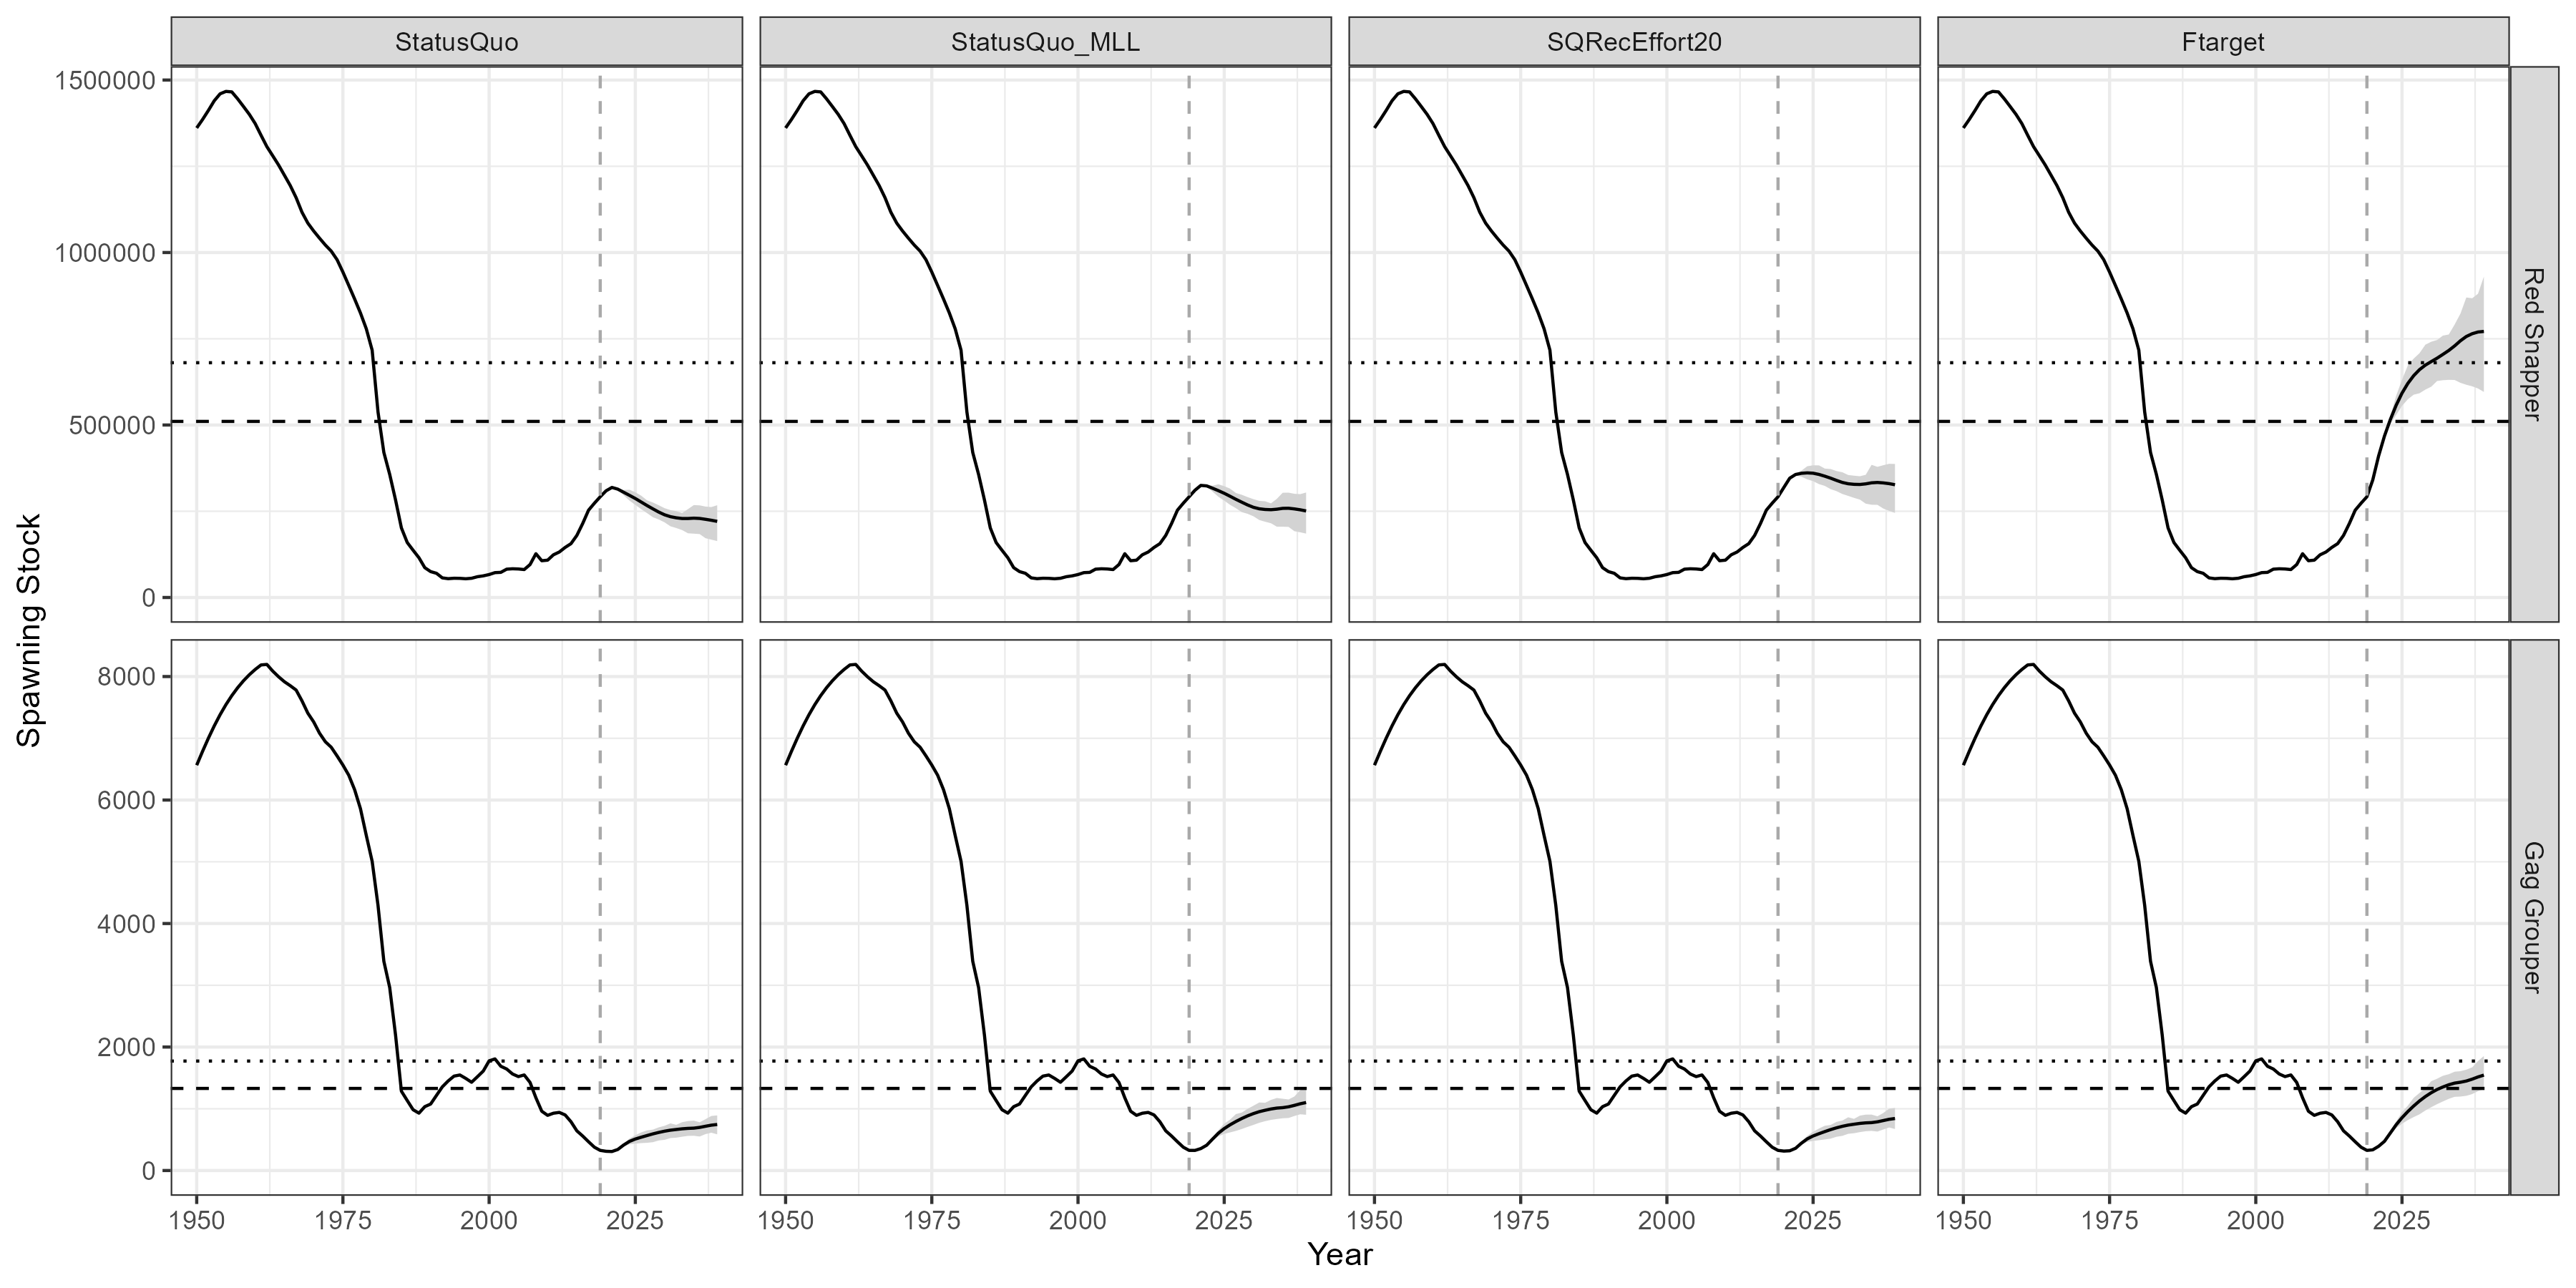 StatusQuo
StatusQuo_MLL
SQRecEffort20
Ftarget
1500000
1000000
500000
0
Red Snapper
8000
6000
4000
2000
0
Gag Grouper
Spawning Stock
1950 1975 2000 2025
1950 1975 2000 2025
1950 1975 2000 2025
1950 1975 2000 2025
Year